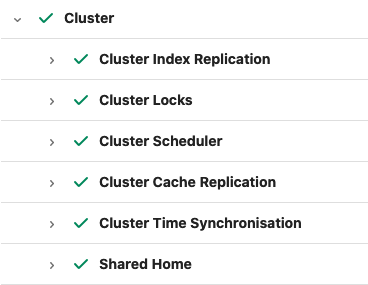 Cluster
Cluster Index Replication
Cluster Locks
Cluster Scheduler
Cluster Cache Replication
Cluster Time Synchronisation
Shared Home